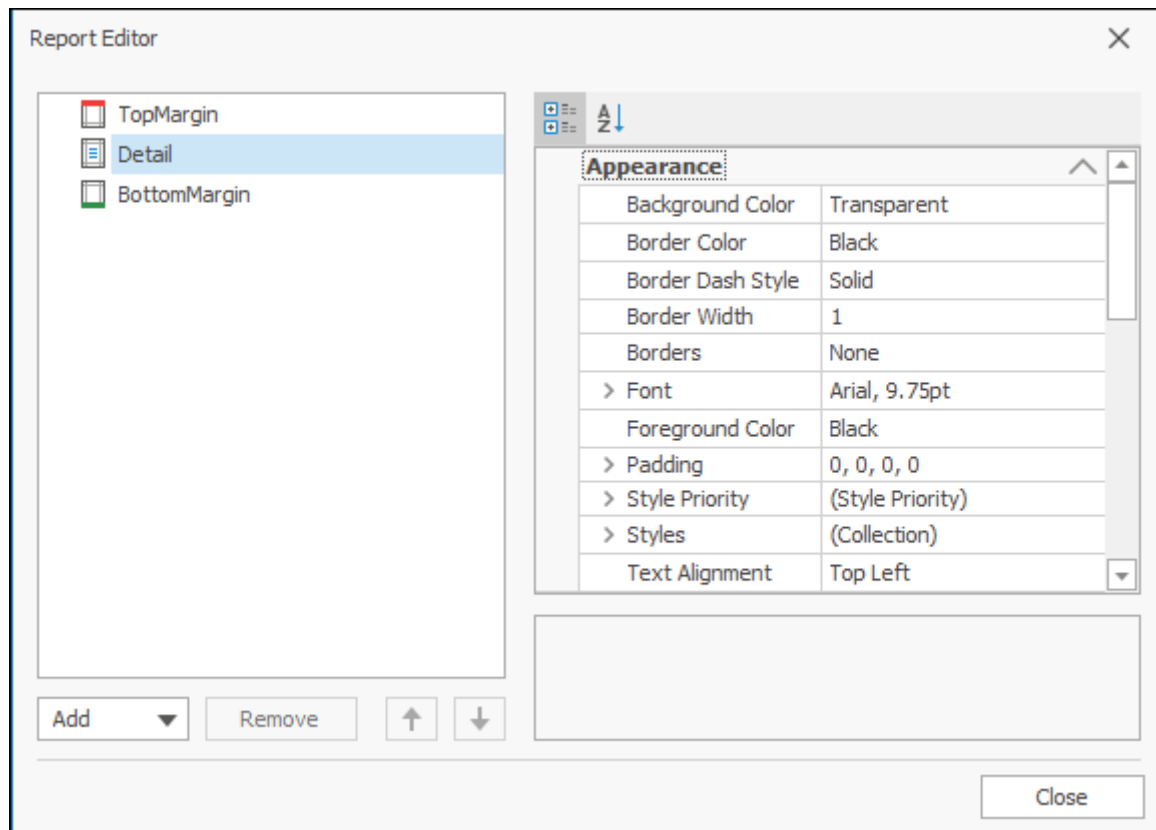 Report Editor
TopMargin
Detail
BottomMargin
Add
Remove
A
Z
Appearance
Background Color Transparent
Border Color Black
Border Dash Style Solid
Border Width 1
Borders None
Font Arial, 9.75pt
Foreground Color Black
Padding 0, 0, 0, 0
Style Priority (Style Priority)
Styles (Collection)
Text Alignment Top Left
Close